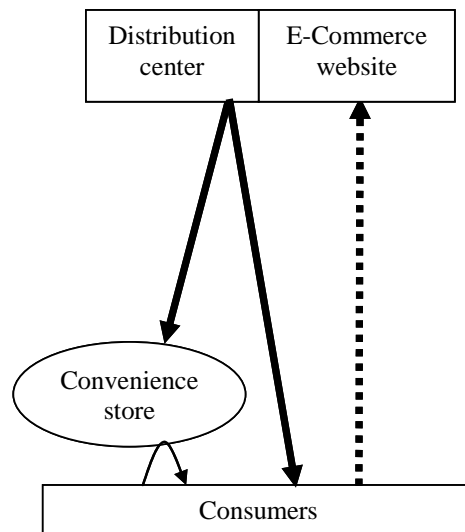 Distribution
center
E-Commerce
website
Convenience
store
Consumers